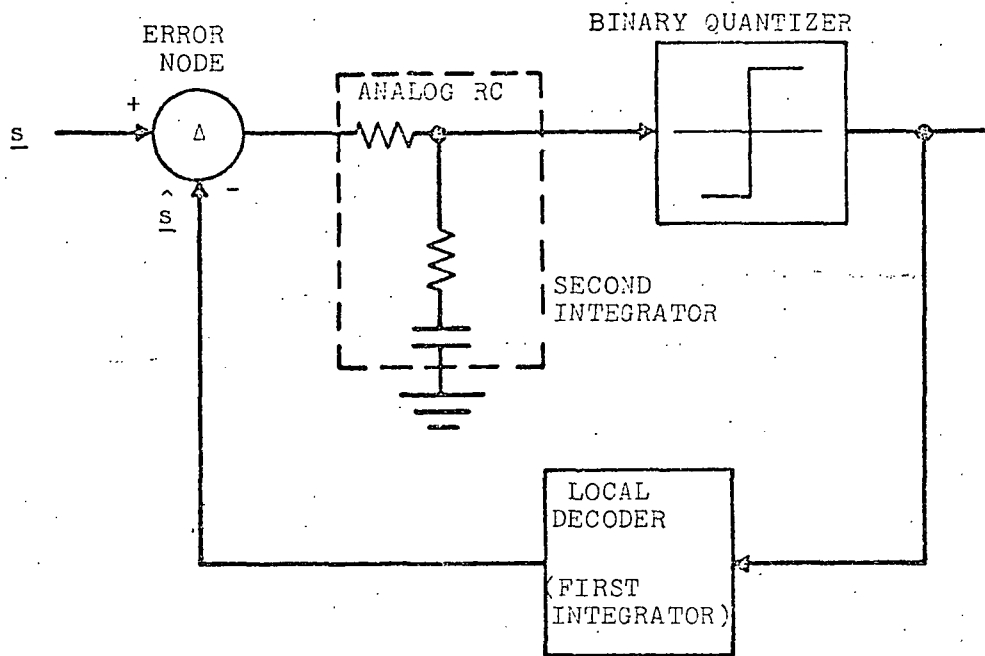 BINARY QUANTIZER
ERROR
NODE
ANALOG RC
+
s
Δ
-
ŝ
SECOND
INTEGRATOR
LOCAL
DECODER
(FIRST
INTEGRATOR)